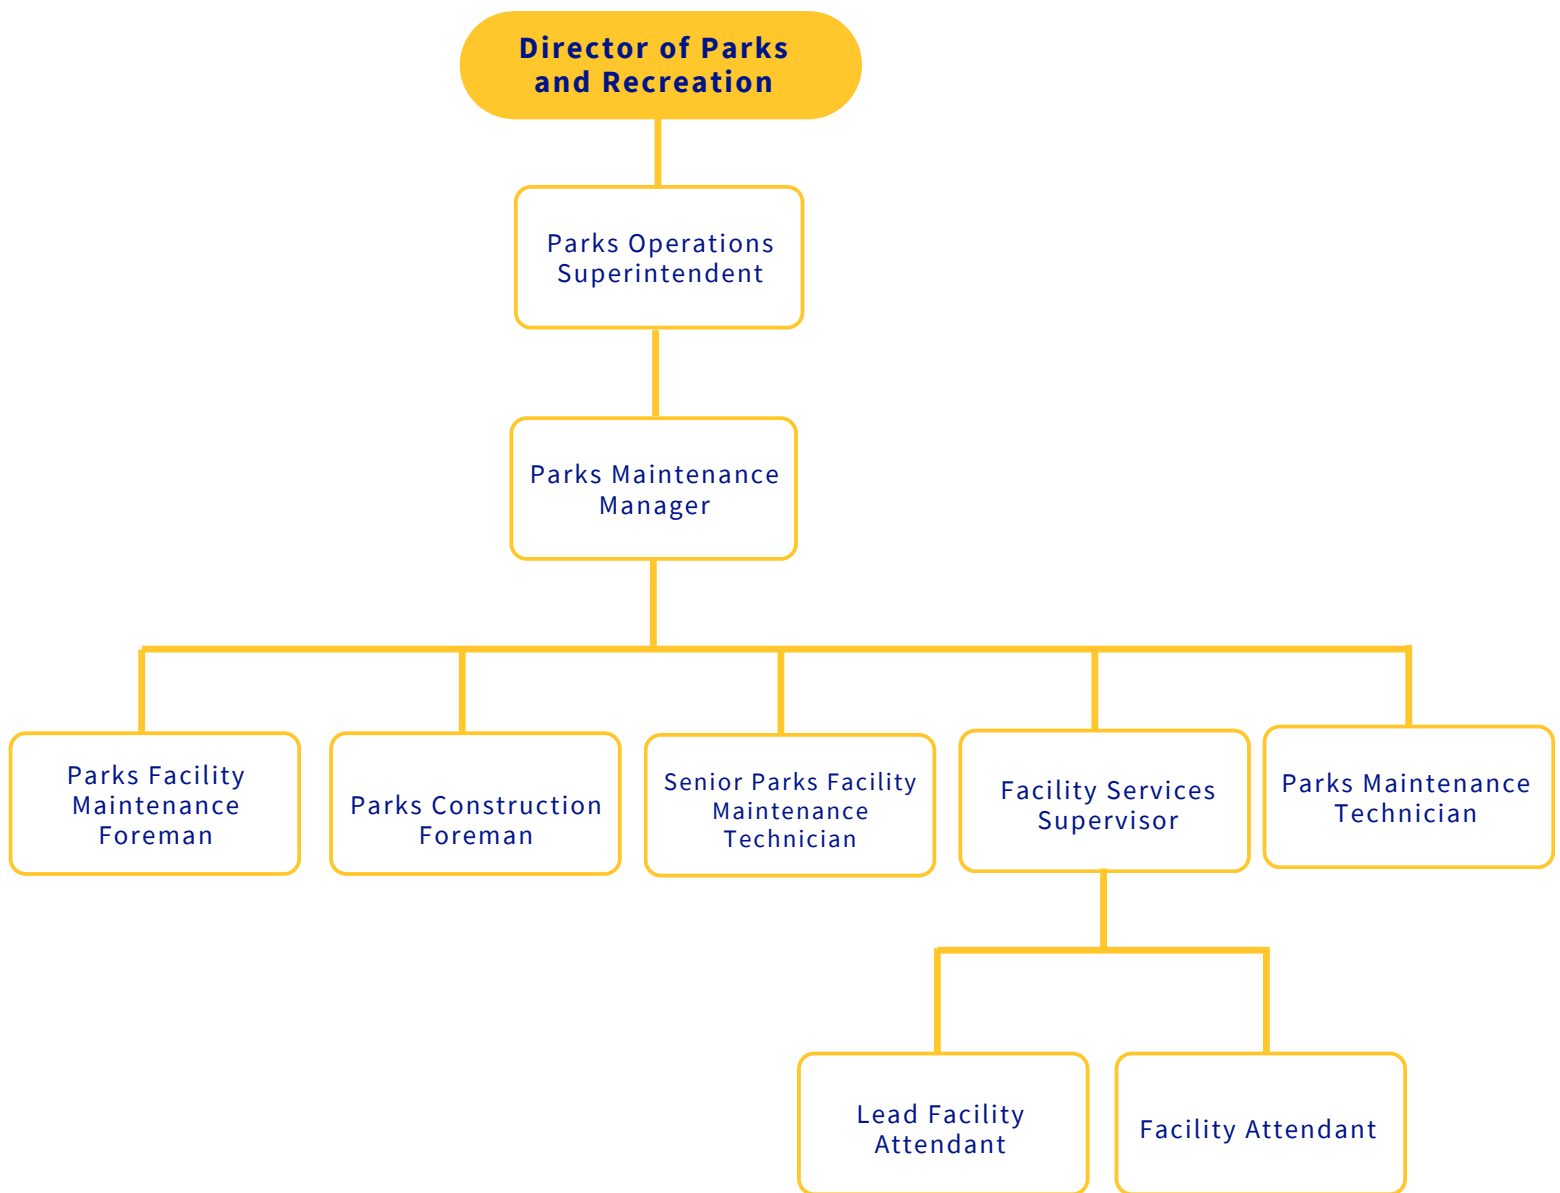 Director of Parks
and Recreation
Parks Operations
Superintendent
Parks Maintenance
Manager
Parks Facility
Maintenance
Foreman
Parks Construction
Foreman
Senior Parks Facility
Maintenance
Technician
Facility Services
Supervisor
Parks Maintenance
Technician
Lead Facility
Attendant
Facility Attendant